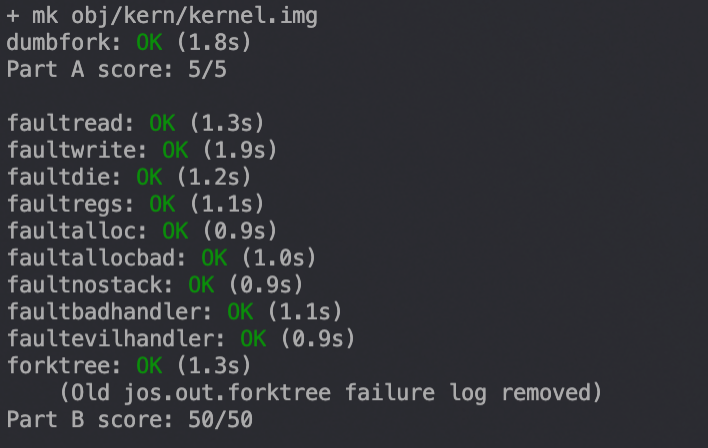 + mk obj/kern/kernel.img
dumbfork: OK (1.8s)
Part A score: 5/5

faultread: OK (1.3s)
faultwrite: OK (1.9s)
faultdie: OK (1.2s)
faultregs: OK (1.1s)
faultalloc: OK (0.9s)
faultallocbad: OK (1.0s)
faultnostack: OK (0.9s)
faultbadhandler: OK (1.1s)
faultevilhandler: OK (0.9s)
forktree: OK (1.3s)
    (Old jos.out.forktree failure log removed)
Part B score: 50/50